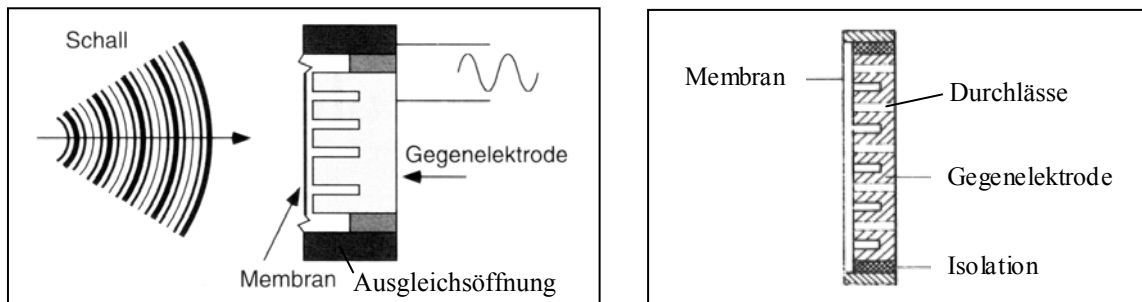 Schall
Gegenelektrode
Membran
Ausgleichsöffnung
Membran
Durchlässe
Gegenelektrode
Isolation